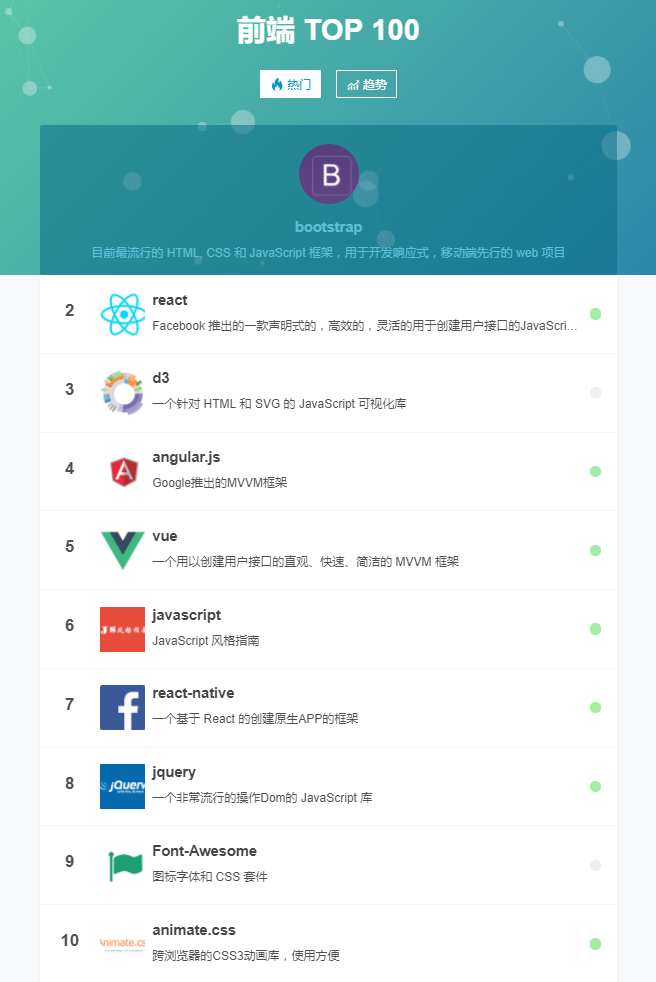 前端 TOP 100
热门 趋势
B
bootstrap
目前最流行的 HTML, CSS 和 JavaScript 框架，用于开发响应式，移动端先行的 web 项目
2
react
Facebook 推出的一款声明式的，高效的，灵活的用于创建用户接口的JavaScri...
3
d3
一个针对 HTML 和 SVG 的 JavaScript 可视化库
4
A
angular.js
Google推出的MVVM框架
5
vue
一个用以创建用户接口的直观、快速、简洁的 MVVM 框架
6
javascript
JavaScript 风格指南
7
f
react-native
一个基于 React 的创建原生APP的框架
8
jQuery
jquery
一个非常流行的操作Dom的 JavaScript 库
9
Font-Awesome
图标字体和 CSS 套件
10
Animate.cs
animate.css
跨浏览器的CSS3动画库，使用方便